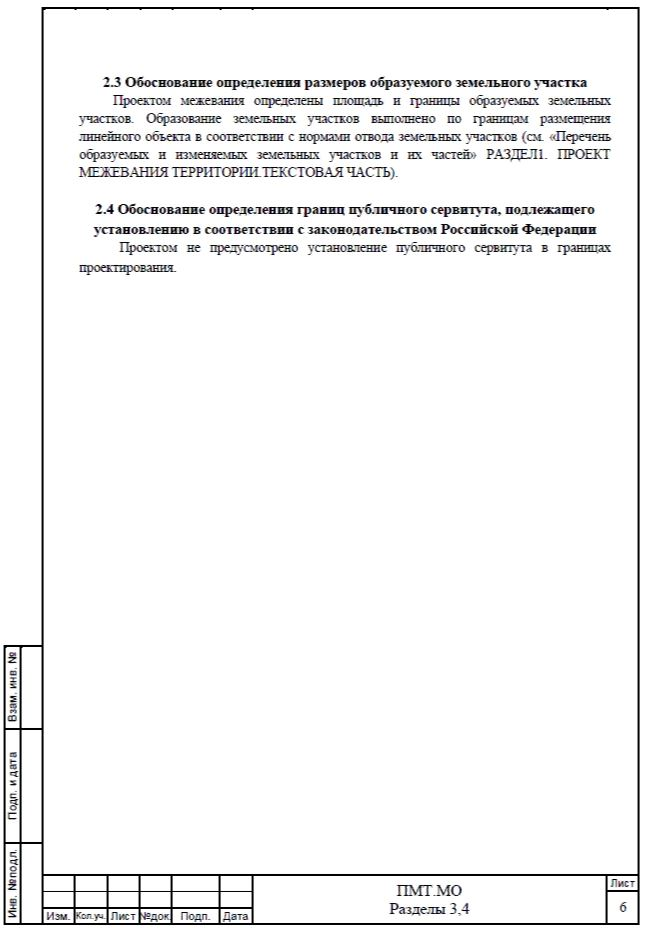 2.3 Обоснование определения размеров образуемого земельного участка
Проектом межевания определены площадь и границы образуемых земельных
участков. Образование земельных участков выполнено по границам размещения
линейного объекта в соответствии с нормами отвода земельных участков (см. «Перечень
образуемых и изменяемых земельных участков и их частей» РАЗДЕЛ1. ПРОЕКТ
МЕЖЕВАНИЯ ТЕРРИТОРИИ.ТЕКСТОВАЯ ЧАСТЬ).
2.4 Обоснование определения границ публичного сервитута, подлежащего
установлению в соответствии с законодательством Российской Федерации
Проектом не предусмотрено установление публичного сервитута в границах
проектирования.
Взам. инв. №
Подп. и дата
Инв. №подл.
Изм. Кол.уч. Лист №док. Подп. Дата
ПМТ.МО
Разделы 3,4
Лист
6